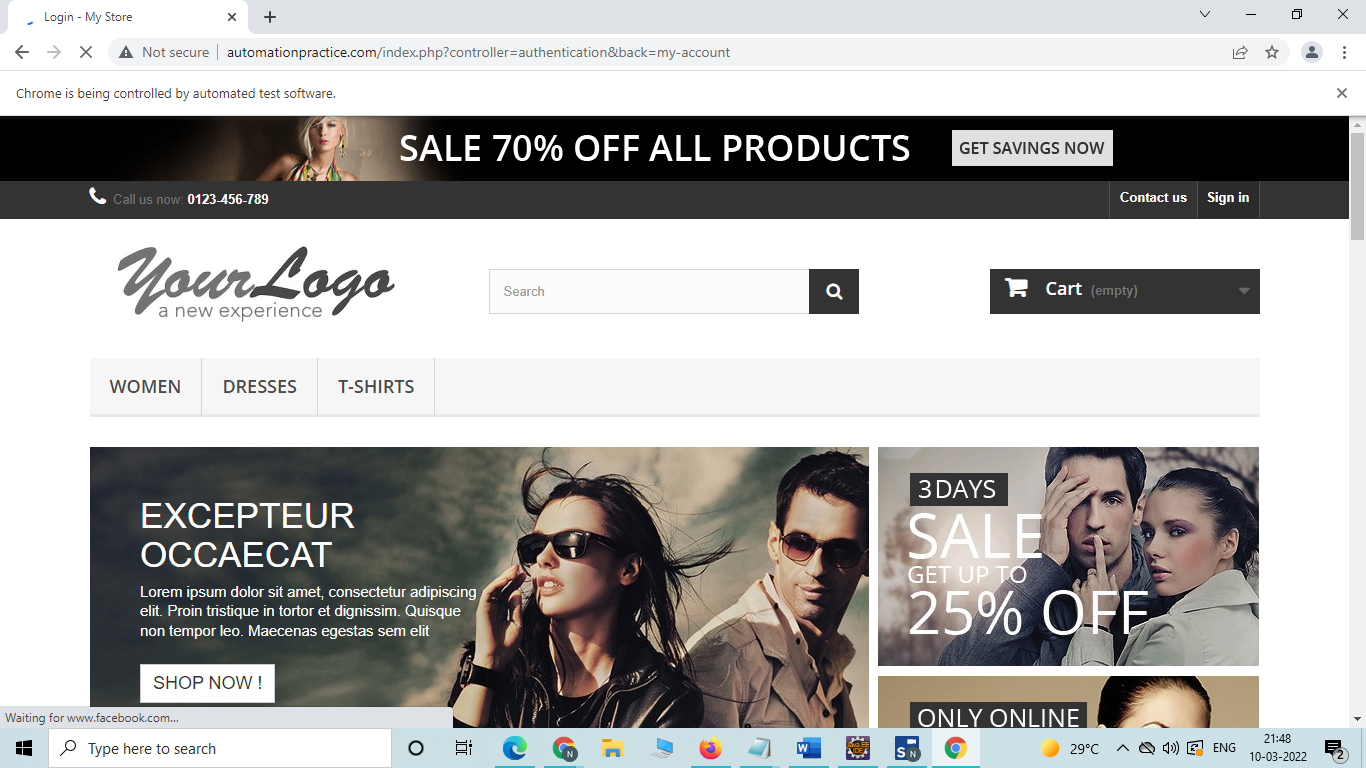 Login - My Store
Not secure
automationpractice.com/index.php?controller=authentication&back=my-account
Chrome is being controlled by automated test software.
SALE 70% OFF ALL PRODUCTS
GET SAVINGS NOW
Call us now: 0123-456-789
Contact us
Sign in
YourLogo
a new experience
Search
Cart (empty)
WOMEN
DRESSES
T-SHIRTS
EXCEPTEUR
OCCAECAT
Lorem ipsum dolor sit amet, consectetur adipiscing
elit. Proin tristique in tortor et dignissim. Quisque
non tempor leo. Maecenas egestas sem elit
SHOP NOW !
3 DAYS
SALE
GET UP TO
25% OFF
ONLY ONLINE
Waiting for www.facebook.com...
Type here to search
N
W
S
N
29°C
ENG
21:48
10-03-2022
2